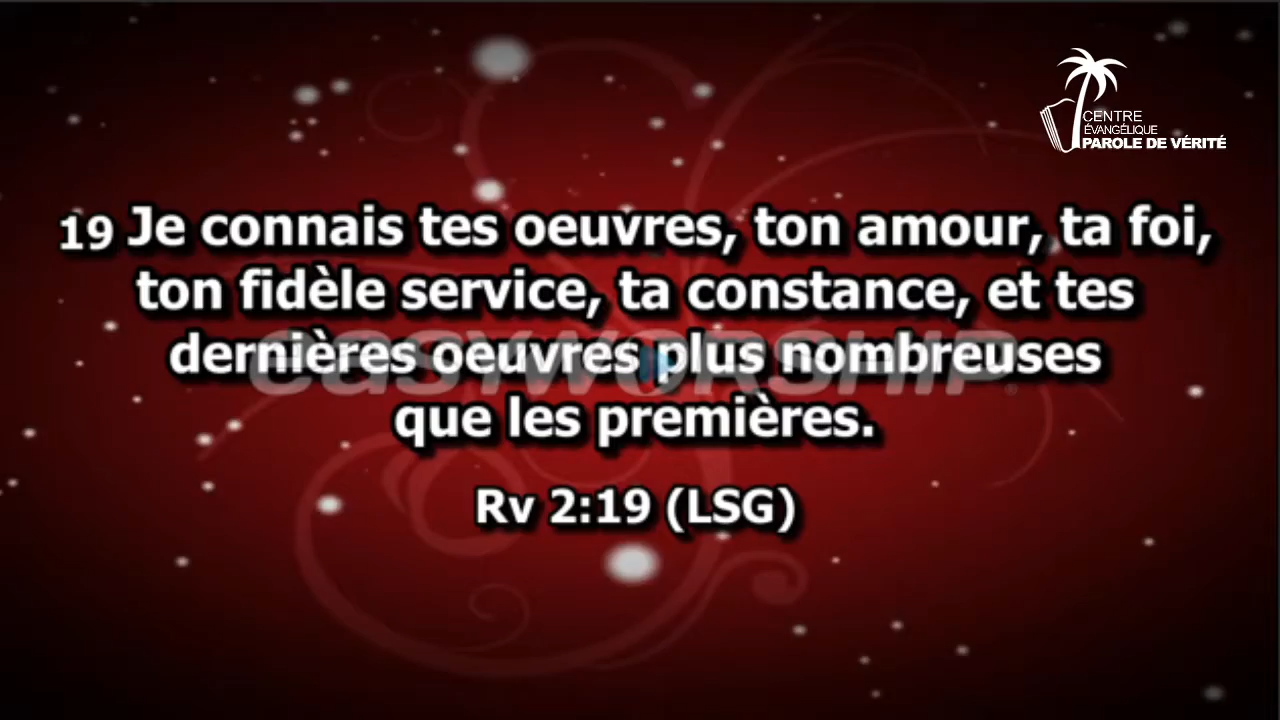 CENTRE
ÉVANGÉLIQUE
PAROLE DE VÉRITÉ
19 Je connais tes oeuvres, ton amour, ta foi,
ton fidèle service, ta constance, et tes
dernières oeuvres plus nombreuses
que les premières.
EASYWORSHIP®
Rv 2:19 (LSG)